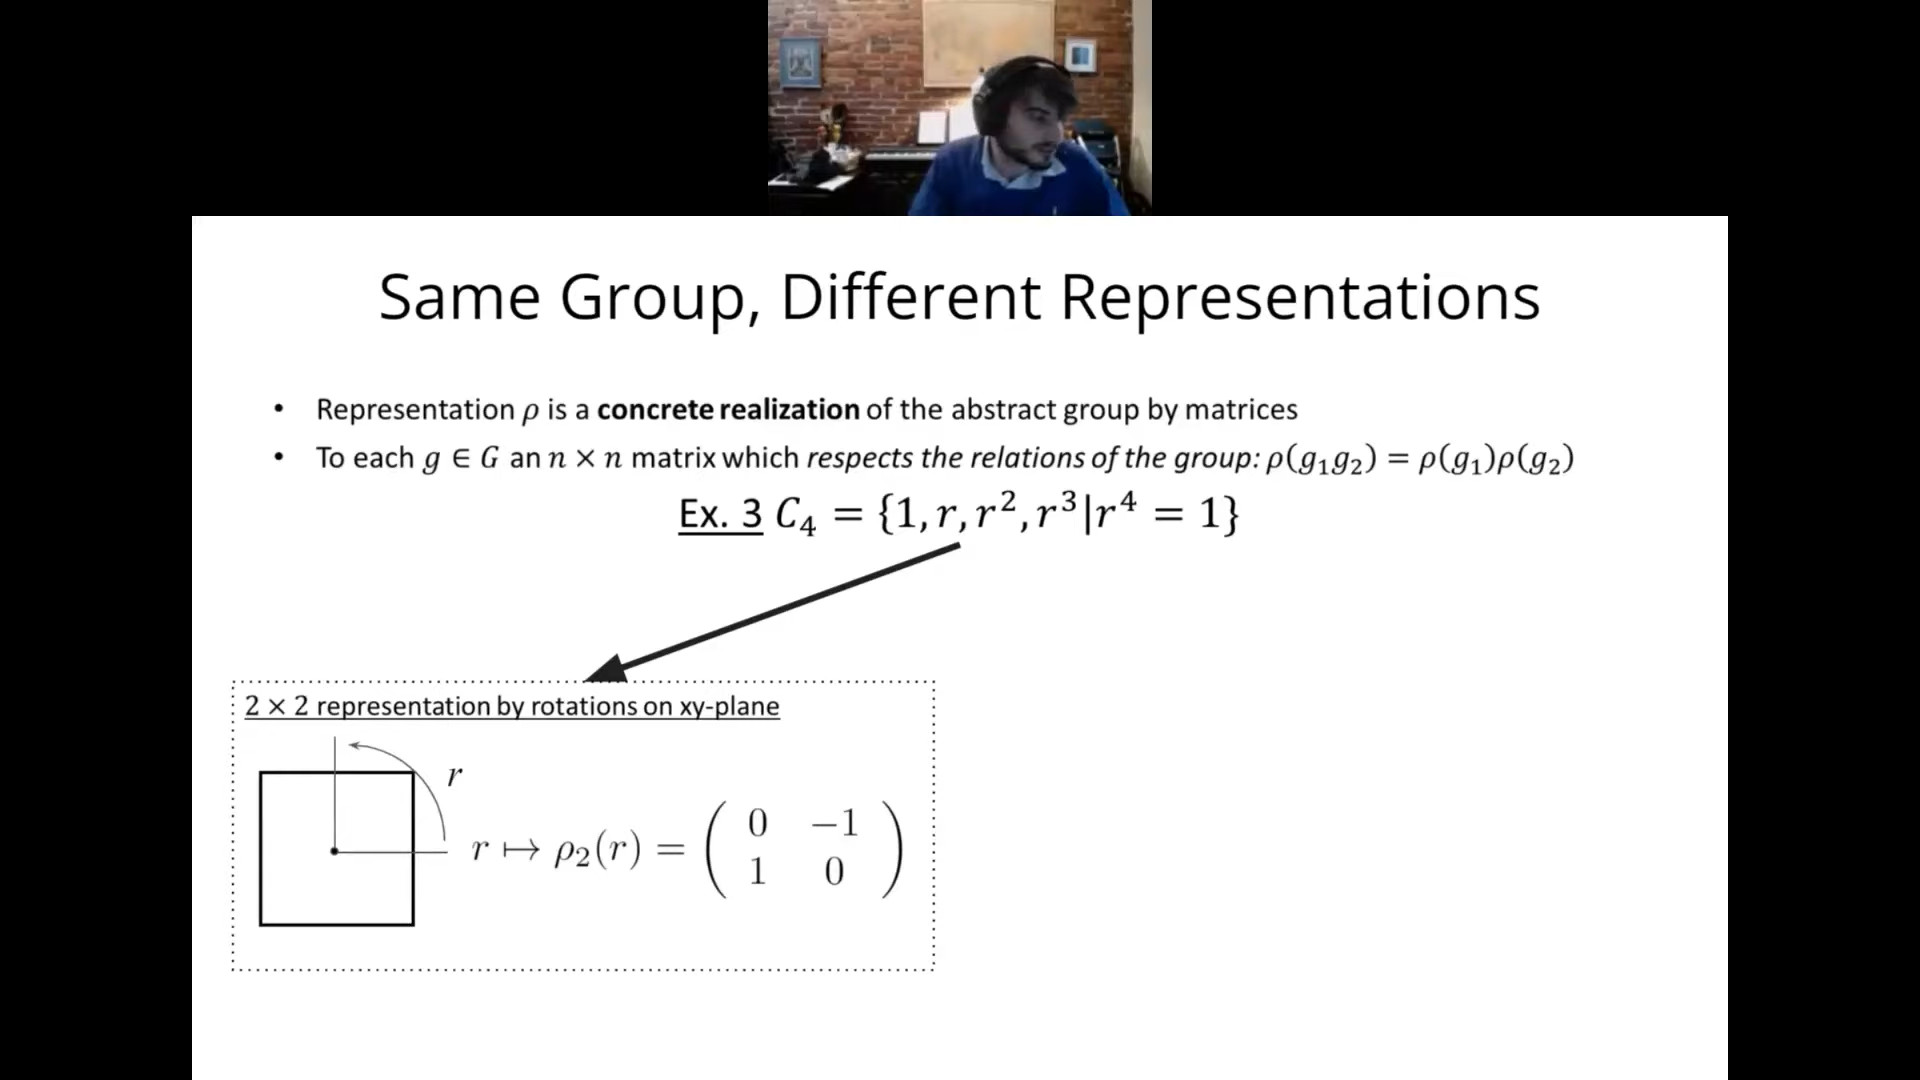 Same Group, Different Representations
• Representation ρ is a concrete realization of the abstract group by matrices
• To each g ∈ G an n × n matrix which respects the relations of the group: ρ(g₁g₂) = ρ(g₁)ρ(g₂)
Ex. 3 C₄ = {1, r, r², r³|r⁴ = 1}
2 × 2 representation by rotations on xy-plane
r
r ↦ ρ₂(r) = ( 0 −1
1 0 )